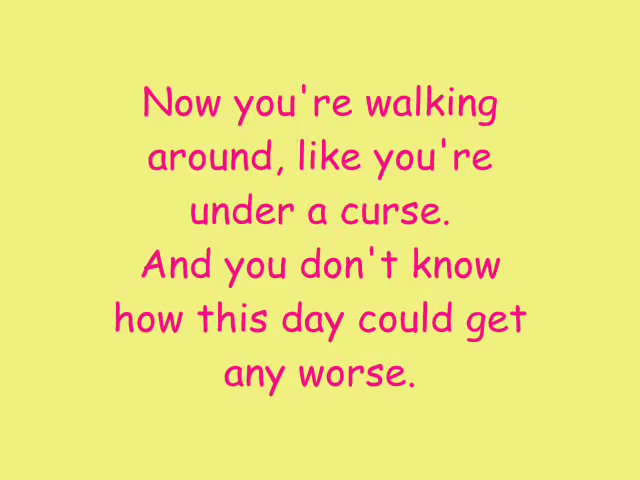 Now you're walking
around, like you're
under a curse.
And you don't know
how this day could get
any worse.